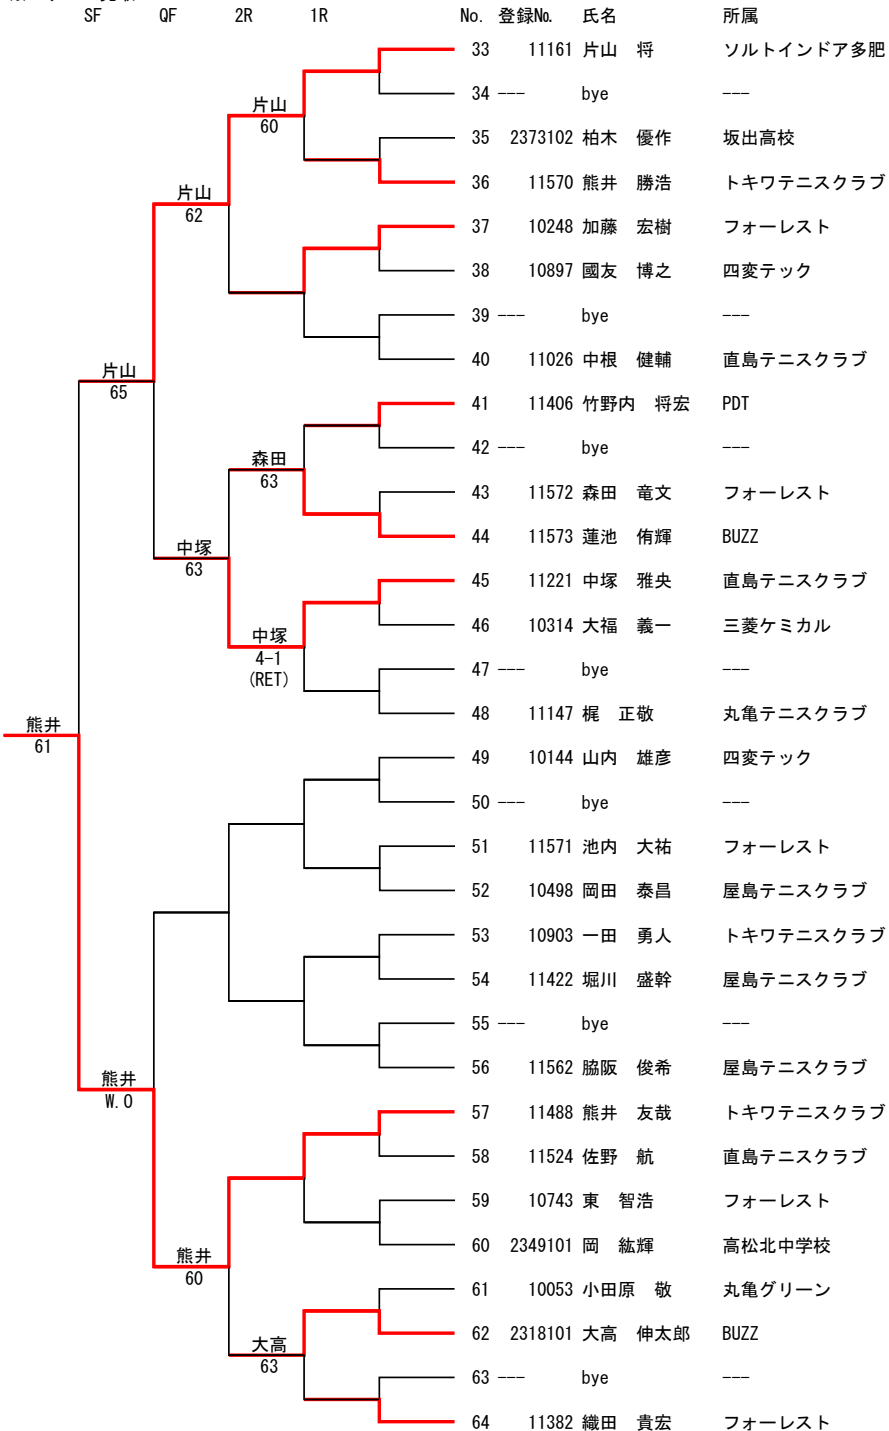 SF QF 2R 1R No. 登録No. 氏名 所属
33 11161 片山 将 ソルトインドア多肥
34 --- bye ---
片山
60
35 2373102 柏木 優作 坂出高校
36 11570 熊井 勝浩 トキワテニスクラブ
片山
62
37 10248 加藤 宏樹 フォーレスト
38 10897 國友 博之 四変テック
39 --- bye ---
40 11026 中根 健輔 直島テニスクラブ
片山
65
41 11406 竹野内 将宏 PDT
42 --- bye ---
森田
63
43 11572 森田 竜文 フォーレスト
44 11573 蓮池 侑輝 BUZZ
中塚
63
45 11221 中塚 雅央 直島テニスクラブ
46 10314 大福 義一 三菱ケミカル
中塚
4-1
(RET)
47 --- bye ---
48 11147 梶 正敬 丸亀テニスクラブ
熊井
61
49 10144 山内 雄彦 四変テック
50 --- bye ---
51 11571 池内 大祐 フォーレスト
52 10498 岡田 泰昌 屋島テニスクラブ
53 10903 一田 勇人 トキワテニスクラブ
54 11422 堀川 盛幹 屋島テニスクラブ
55 --- bye ---
56 11562 脇阪 俊希 屋島テニスクラブ
熊井
W.O
57 11488 熊井 友哉 トキワテニスクラブ
58 11524 佐野 航 直島テニスクラブ
59 10743 東 智浩 フォーレスト
60 2349101 岡 紘輝 高松北中学校
熊井
60
61 10053 小田原 敬 丸亀グリーン
62 2318101 大高 伸太郎 BUZZ
大高
63
63 --- bye ---
64 11382 織田 貴宏 フォーレスト